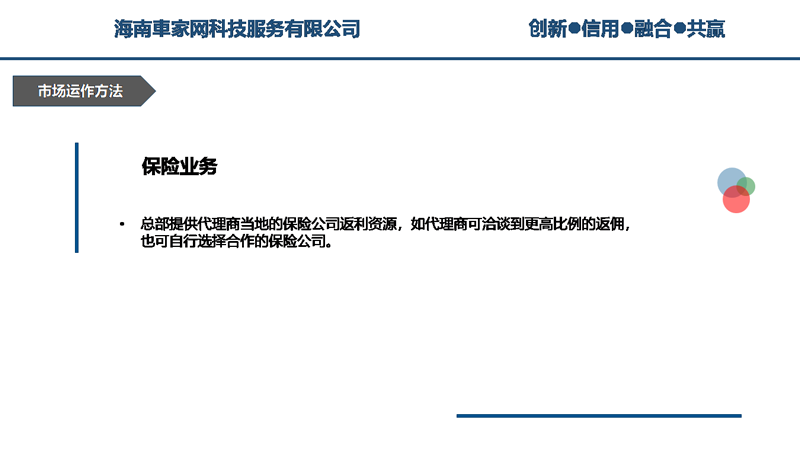 海南車家网科技服务有限公司 创新●信用●融合●共赢
市场运作方法
保险业务
• 总部提供代理商当地的保险公司返利资源，如代理商可洽谈到更高比例的返佣，
也可自行选择合作的保险公司。